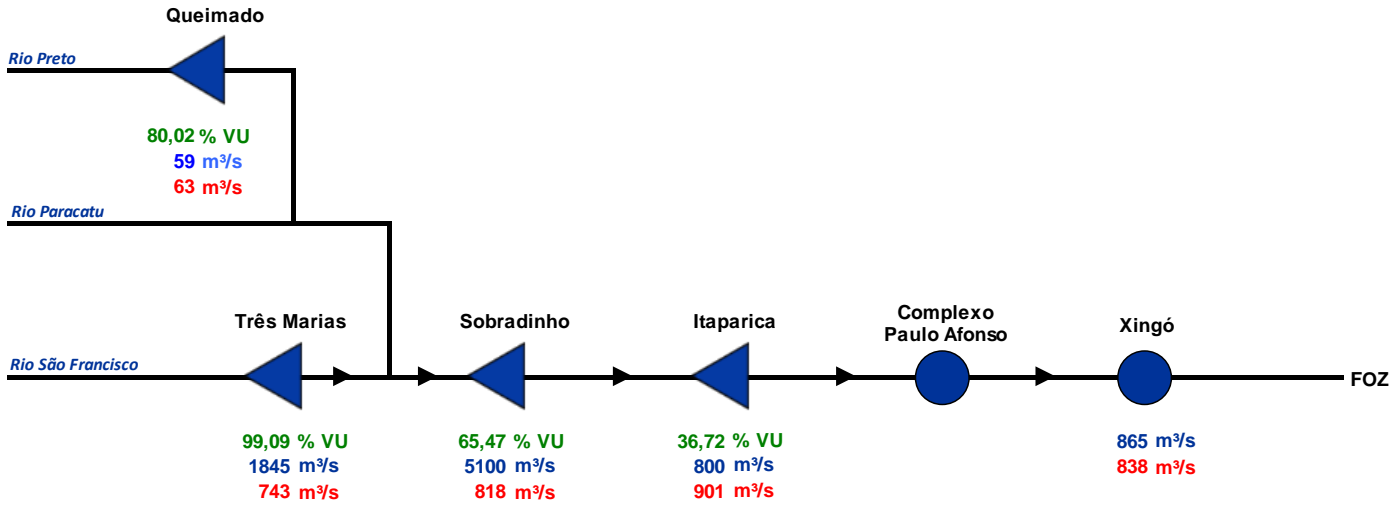 Queimado
Rio Preto
80,02 % VU
59 m³/s
63 m³/s
Rio Paracatu
Três Marias
Sobradinho
Itaparica
Complexo
Paulo Afonso
Xingó
Rio São Francisco
FOZ
99,09 % VU
1845 m³/s
743 m³/s
65,47 % VU
5100 m³/s
818 m³/s
36,72 % VU
800 m³/s
901 m³/s
865 m³/s
838 m³/s